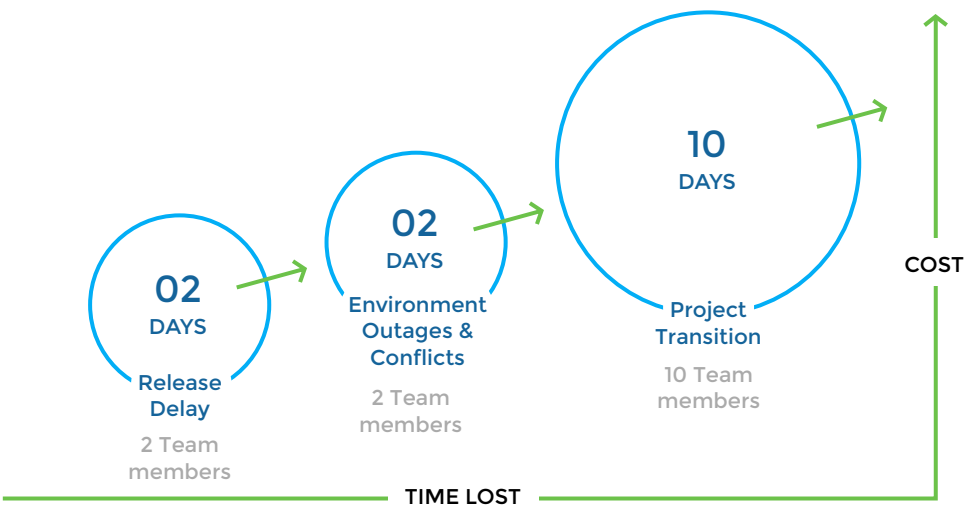 02
DAYS
Release
Delay
2 Team
members
02
DAYS
Environment
Outages &
Conflicts
2 Team
members
10
DAYS
Project
Transition
10 Team
members
COST
TIME LOST